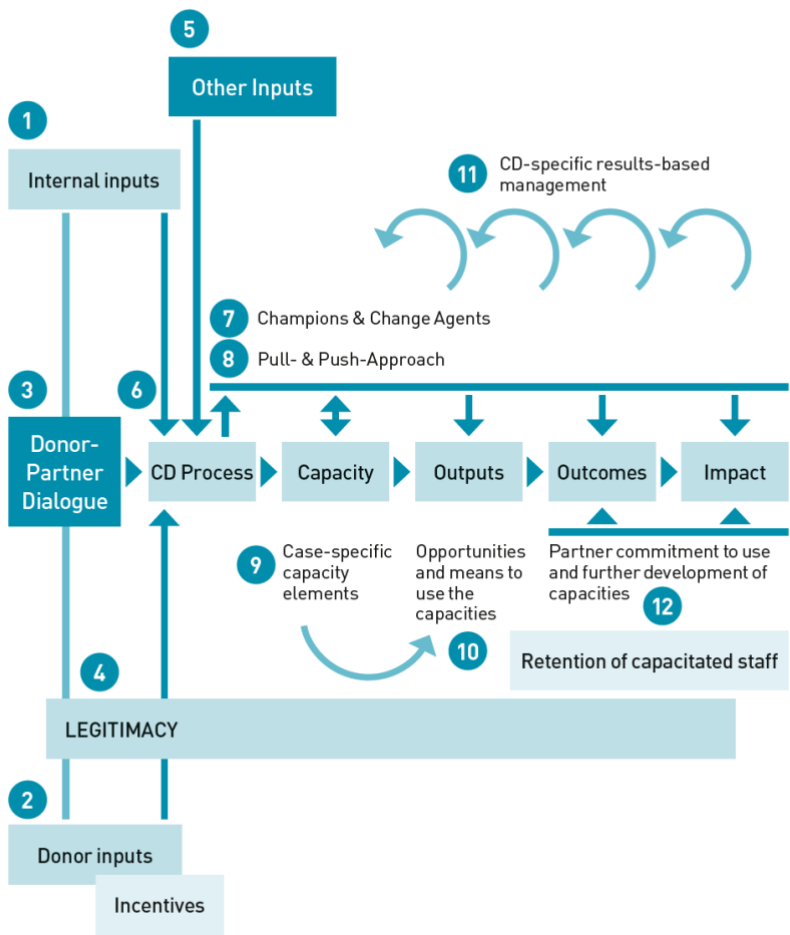 5
Other Inputs
1
Internal inputs
11
CD-specific results-based
management
7
Champions & Change Agents
8
Pull- & Push-Approach
3
6
Donor-
Partner
Dialogue
CD Process
Capacity
Outputs
Outcomes
Impact
9
Case-specific
capacity
elements
Opportunities
and means to
use the
capacities
10
Partner commitment to use
and further development of
capacities
12
Retention of capacitated staff
4
LEGITIMACY
2
Donor inputs
Incentives